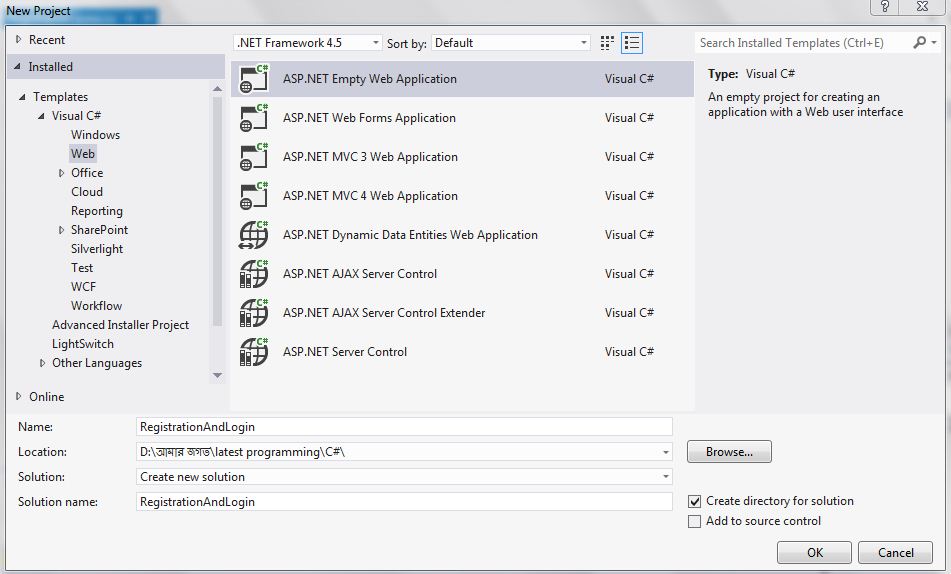 New Project
?
Recent
.NET Framework 4.5
Sort by: Default
Search Installed Templates (Ctrl+E)
Installed
Templates
Visual C#
Windows
Web
Office
Cloud
Reporting
SharePoint
Silverlight
Test
WCF
Workflow
Advanced Installer Project
LightSwitch
Other Languages
Online
C# ASP.NET Empty Web Application Visual C#
C# ASP.NET Web Forms Application Visual C#
C# ASP.NET MVC 3 Web Application Visual C#
C# ASP.NET MVC 4 Web Application Visual C#
C# ASP.NET Dynamic Data Entities Web Application Visual C#
C# ASP.NET AJAX Server Control Visual C#
C# ASP.NET AJAX Server Control Extender Visual C#
C# ASP.NET Server Control Visual C#
Type: Visual C#
An empty project for creating an
application with a Web user interface
Name: RegistrationAndLogin
Location: D:\আমার জগত\latest programming\C#\
Browse...
Solution: Create new solution
Solution name: RegistrationAndLogin
Create directory for solution
Add to source control
OK
Cancel